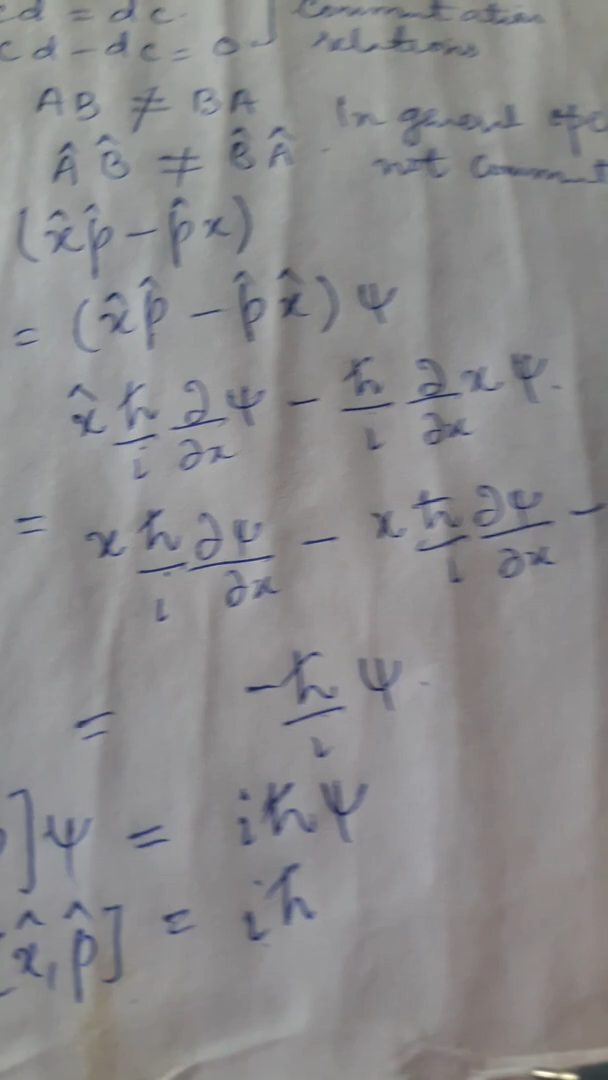 cd = dc. ] Commutation
cd - dc = 0 relations
AB ≠ BA In general
Â B̂ ≠ B̂ Â. not
(x̂p̂ - p̂x)
= (x̂p̂ - p̂x̂)ψ
x̂ ħ/i ∂/∂x ψ - ħ/i ∂/∂x xψ.
= x ħ/i ∂ψ/∂x - x ħ/i ∂ψ/∂x -
= -ħ/i ψ.
]ψ = iħψ
[x̂,p̂] = iħ